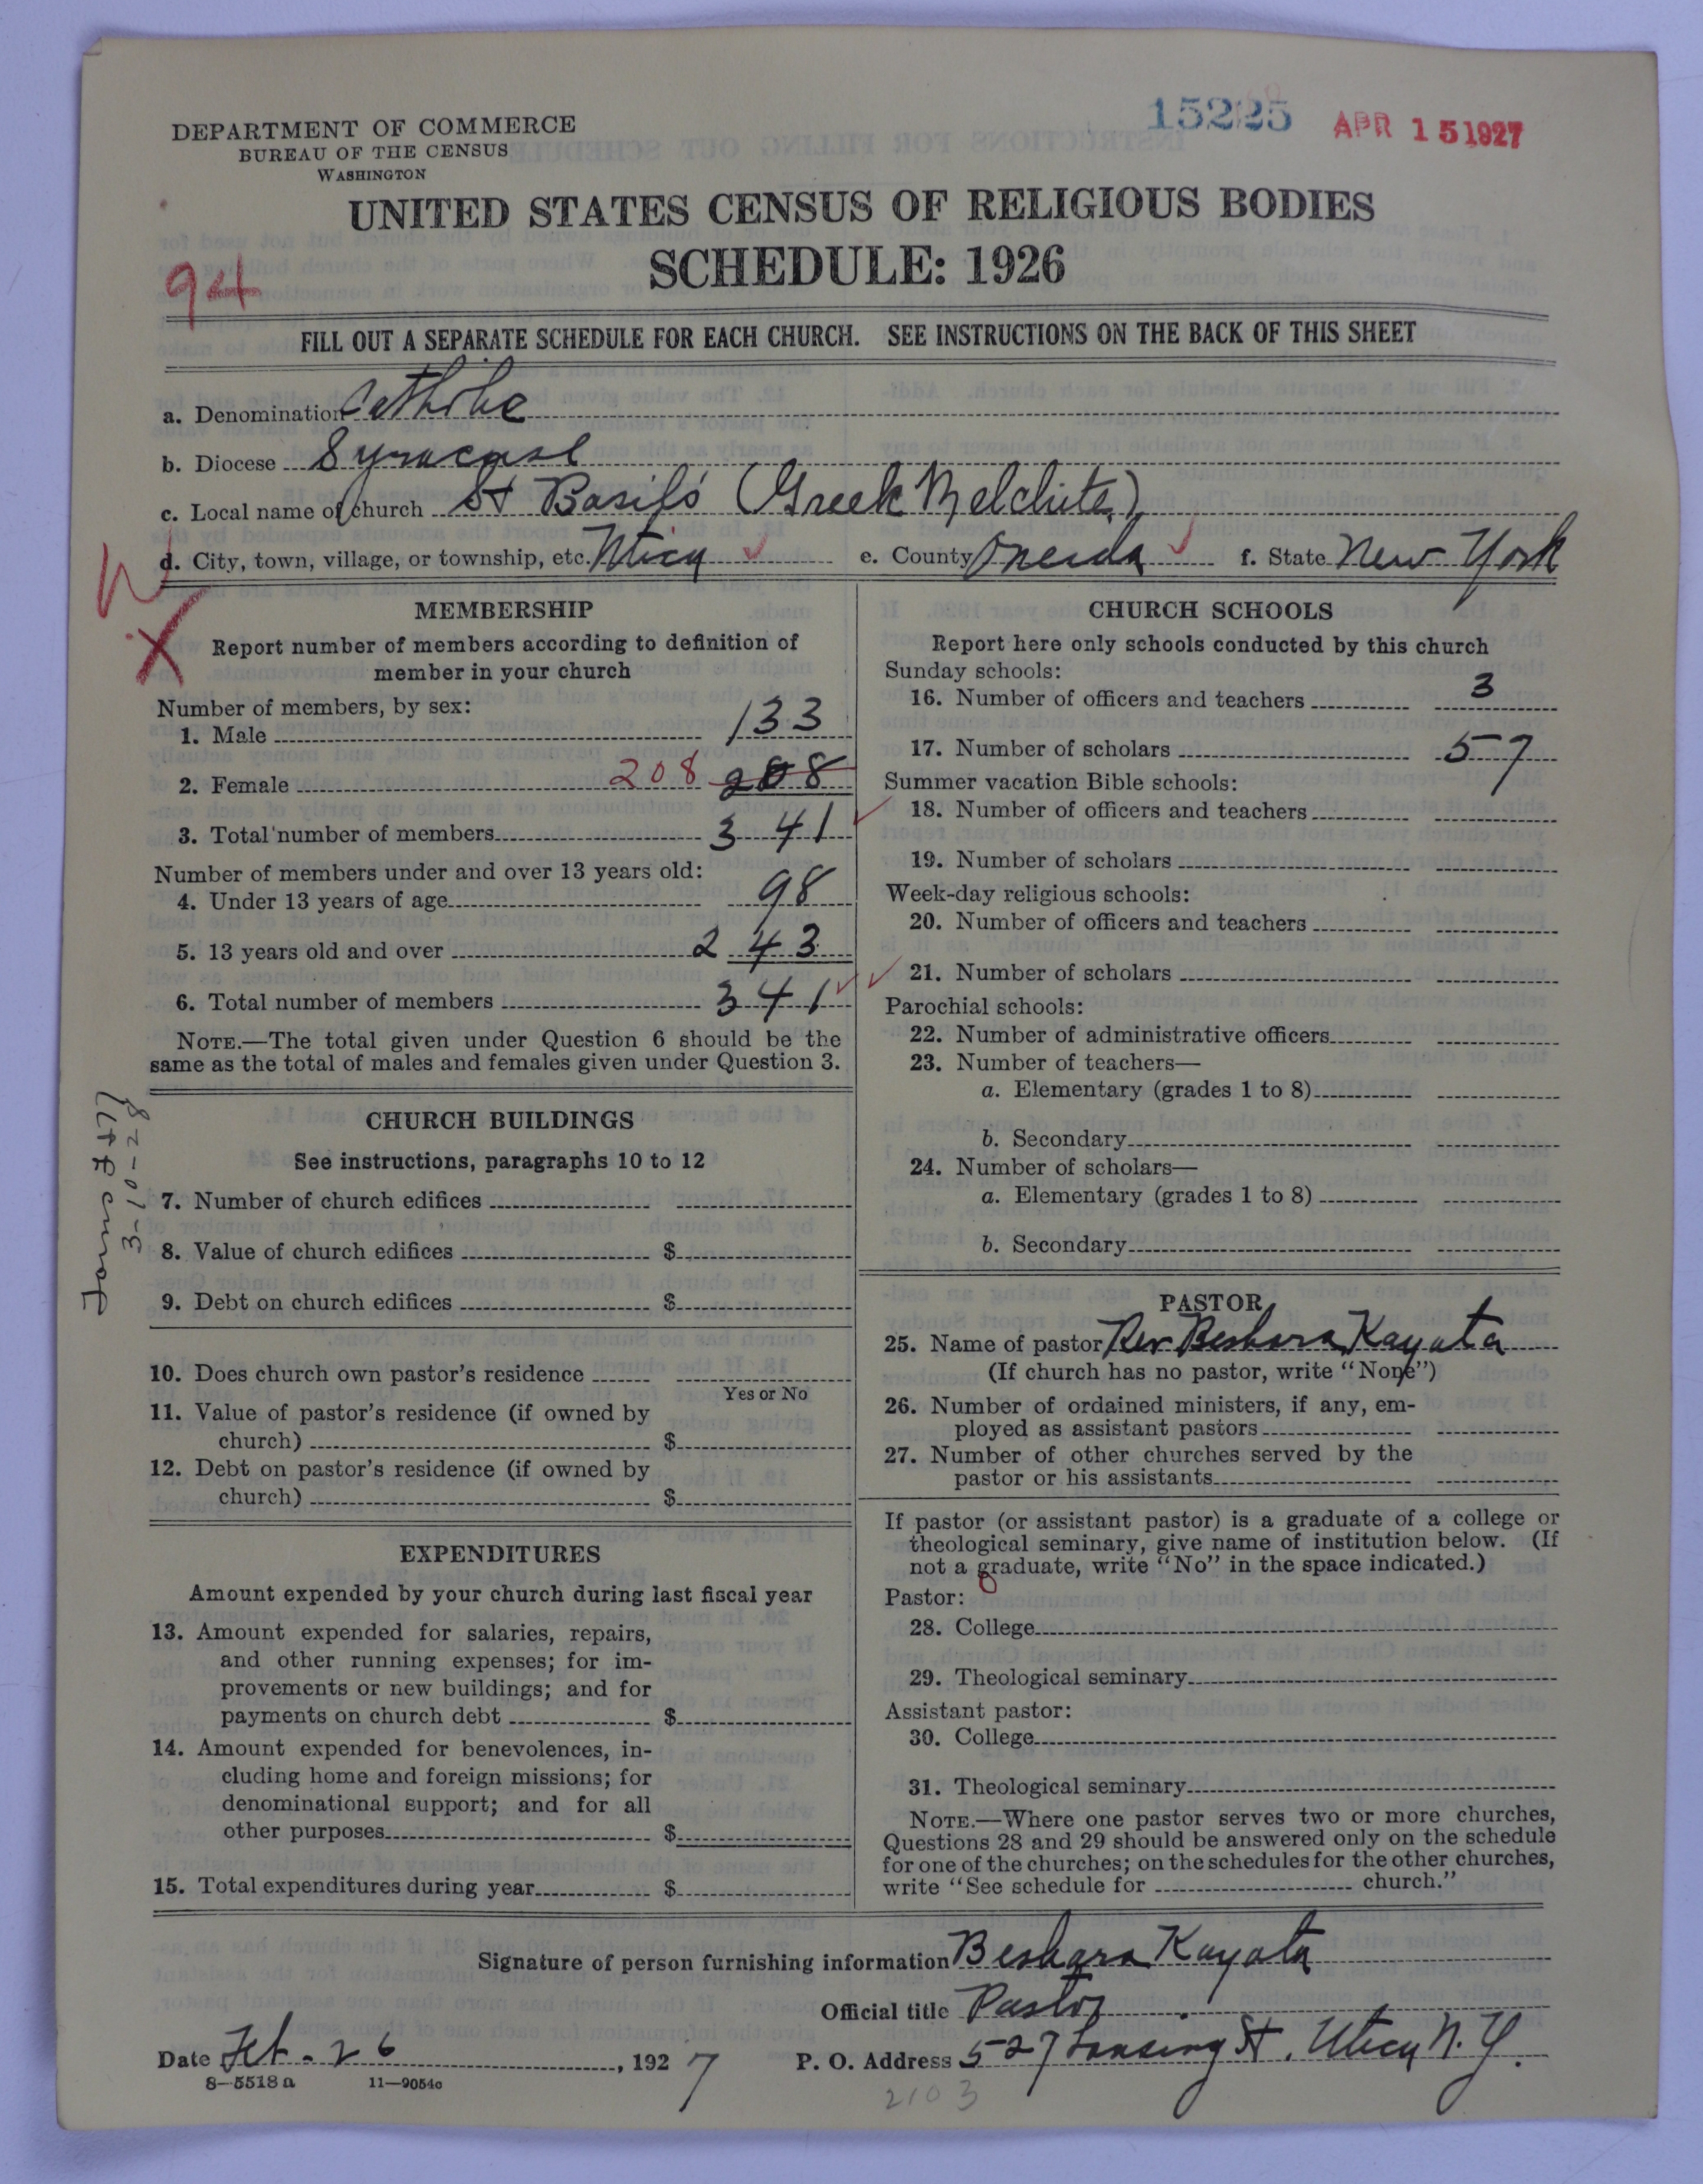 15225
APR 15 1927
DEPARTMENT OF COMMERCE
BUREAU OF THE CENSUS
WASHINGTON
UNITED STATES CENSUS OF RELIGIOUS BODIES
SCHEDULE: 1926
94
FILL OUT A SEPARATE SCHEDULE FOR EACH CHURCH. SEE INSTRUCTIONS ON THE BACK OF THIS SHEET
a. Denomination Catholic
b. Diocese Syracuse
c. Local name of church St Basil's (Greek Melchite)
d. City, town, village, or township, etc. Utica e. County Oneida f. State New York
MEMBERSHIP
Report number of members according to definition of
member in your church
Number of members, by sex:
1. Male 133
2. Female 208 208
3. Total number of members 341
Number of members under and over 13 years old:
4. Under 13 years of age 98
5. 13 years old and over 243
6. Total number of members 341
NOTE.—The total given under Question 6 should be the
same as the total of males and females given under Question 3.
CHURCH BUILDINGS
See instructions, paragraphs 10 to 12
7. Number of church edifices
8. Value of church edifices $
9. Debt on church edifices $
10. Does church own pastor's residence
Yes or No
11. Value of pastor's residence (if owned by
church) $
12. Debt on pastor's residence (if owned by
church) $
EXPENDITURES
Amount expended by your church during last fiscal year
13. Amount expended for salaries, repairs,
and other running expenses; for im-
provements or new buildings; and for
payments on church debt $
14. Amount expended for benevolences, in-
cluding home and foreign missions; for
denominational support; and for all
other purposes $
15. Total expenditures during year $
3-10-28
CHURCH SCHOOLS
Report here only schools conducted by this church
Sunday schools:
16. Number of officers and teachers 3
17. Number of scholars 57
Summer vacation Bible schools:
18. Number of officers and teachers
19. Number of scholars
Week-day religious schools:
20. Number of officers and teachers
21. Number of scholars
Parochial schools:
22. Number of administrative officers
23. Number of teachers—
a. Elementary (grades 1 to 8)
b. Secondary
24. Number of scholars—
a. Elementary (grades 1 to 8)
b. Secondary
PASTOR
25. Name of pastor Rev Beshara Kayata
(If church has no pastor, write "None")
26. Number of ordained ministers, if any, em-
ployed as assistant pastors
27. Number of other churches served by the
pastor or his assistants
If pastor (or assistant pastor) is a graduate of a college or
theological seminary, give name of institution below. (If
not a graduate, write "No" in the space indicated.)
Pastor:
28. College
29. Theological seminary
Assistant pastor:
30. College
31. Theological seminary
NOTE.—Where one pastor serves two or more churches,
Questions 28 and 29 should be answered only on the schedule
for one of the churches; on the schedules for the other churches,
write "See schedule for church."
Signature of person furnishing information Beshara Kayata
Official title Pastor
Date Feb. 26, 1927 P. O. Address 527 Lansing St. Utica N. Y.
8—5518 a 11—9054c
2103